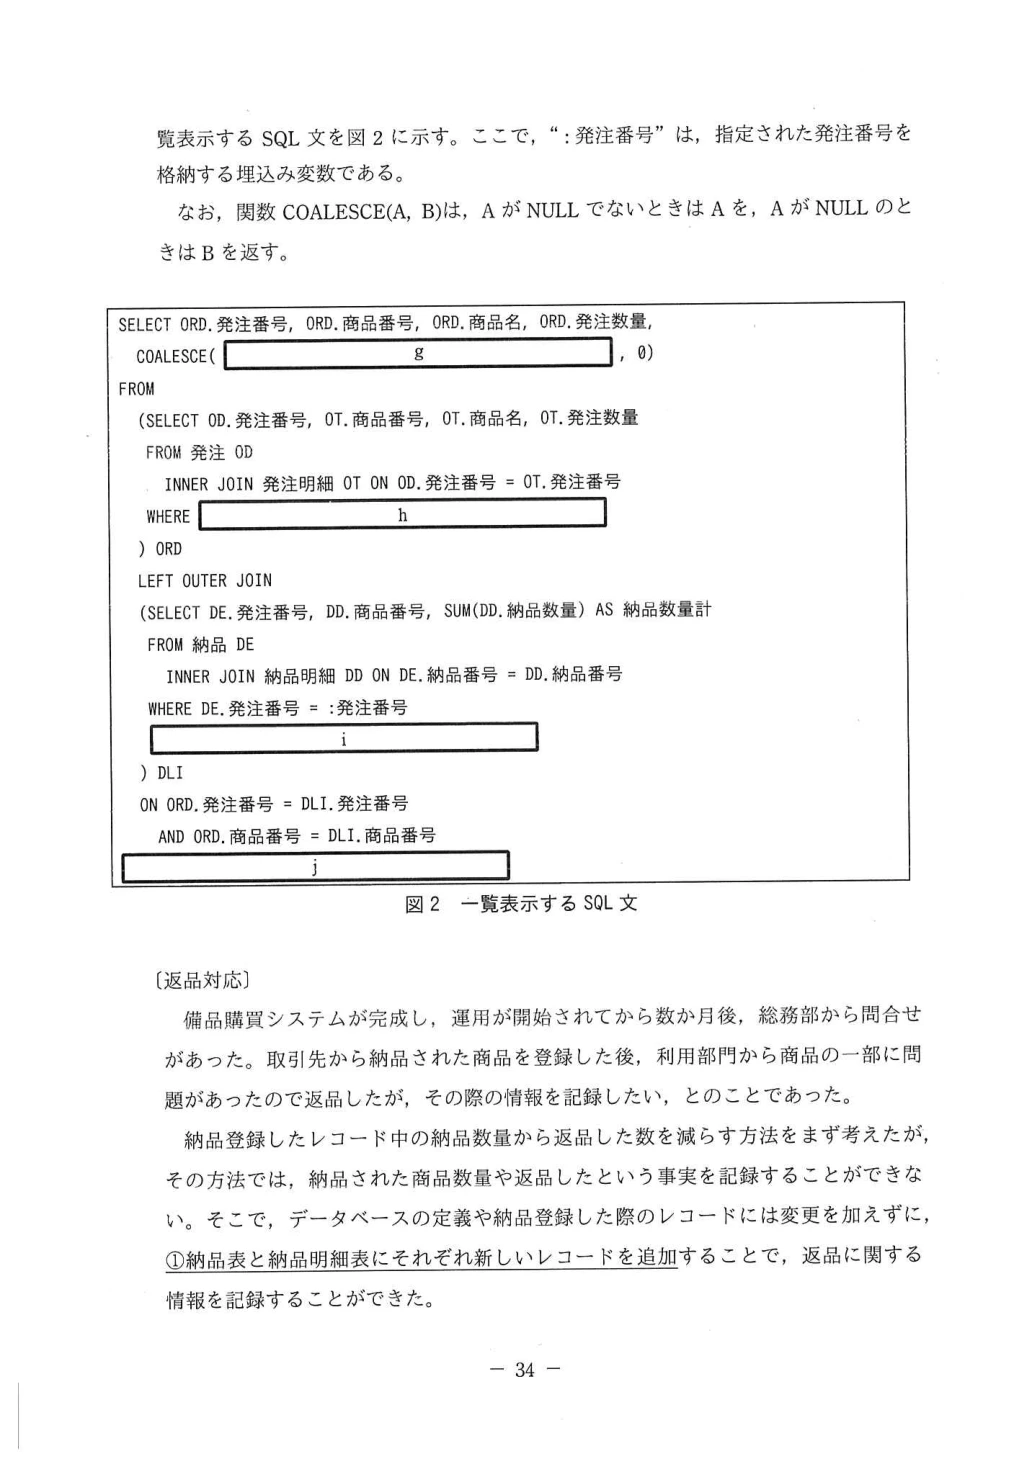 覧表示する SQL 文を図 2 に示す。ここで，“：発注番号” は，指定された発注番号を
格納する埋込み変数である。
なお，関数 COALESCE(A, B)は，A が NULL でないときは A を，A が NULL のと
きは B を返す。
SELECT ORD.発注番号, ORD.商品番号, ORD.商品名, ORD.発注数量,
COALESCE( g , 0)
FROM
(SELECT OD.発注番号, OT.商品番号, OT.商品名, OT.発注数量
FROM 発注 OD
INNER JOIN 発注明細 OT ON OD.発注番号 = OT.発注番号
WHERE h
) ORD
LEFT OUTER JOIN
(SELECT DE.発注番号, DD.商品番号, SUM(DD.納品数量) AS 納品数量計
FROM 納品 DE
INNER JOIN 納品明細 DD ON DE.納品番号 = DD.納品番号
WHERE DE.発注番号 = :発注番号
i
) DLI
ON ORD.発注番号 = DLI.発注番号
AND ORD.商品番号 = DLI.商品番号
j
図 2　一覧表示する SQL 文
〔返品対応〕
備品購買システムが完成し，運用が開始されてから数か月後，総務部から問合せ
があった。取引先から納品された商品を登録した後，利用部門から商品の一部に問
題があったので返品したが，その際の情報を記録したい，とのことであった。
納品登録したレコード中の納品数量から返品した数を減らす方法をまず考えたが，
その方法では，納品された商品数量や返品したという事実を記録することができな
い。そこで，データベースの定義や納品登録した際のレコードには変更を加えずに，
①納品表と納品明細表にそれぞれ新しいレコードを追加することで，返品に関する
情報を記録することができた。
－ 34 －